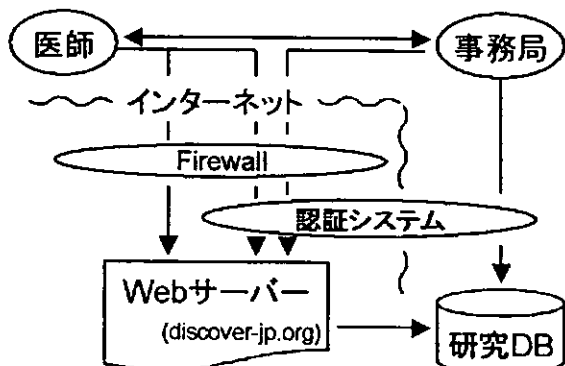 医師
事務局
インターネット
Firewall
認証システム
Webサーバー
(discover-jp.org)
研究DB